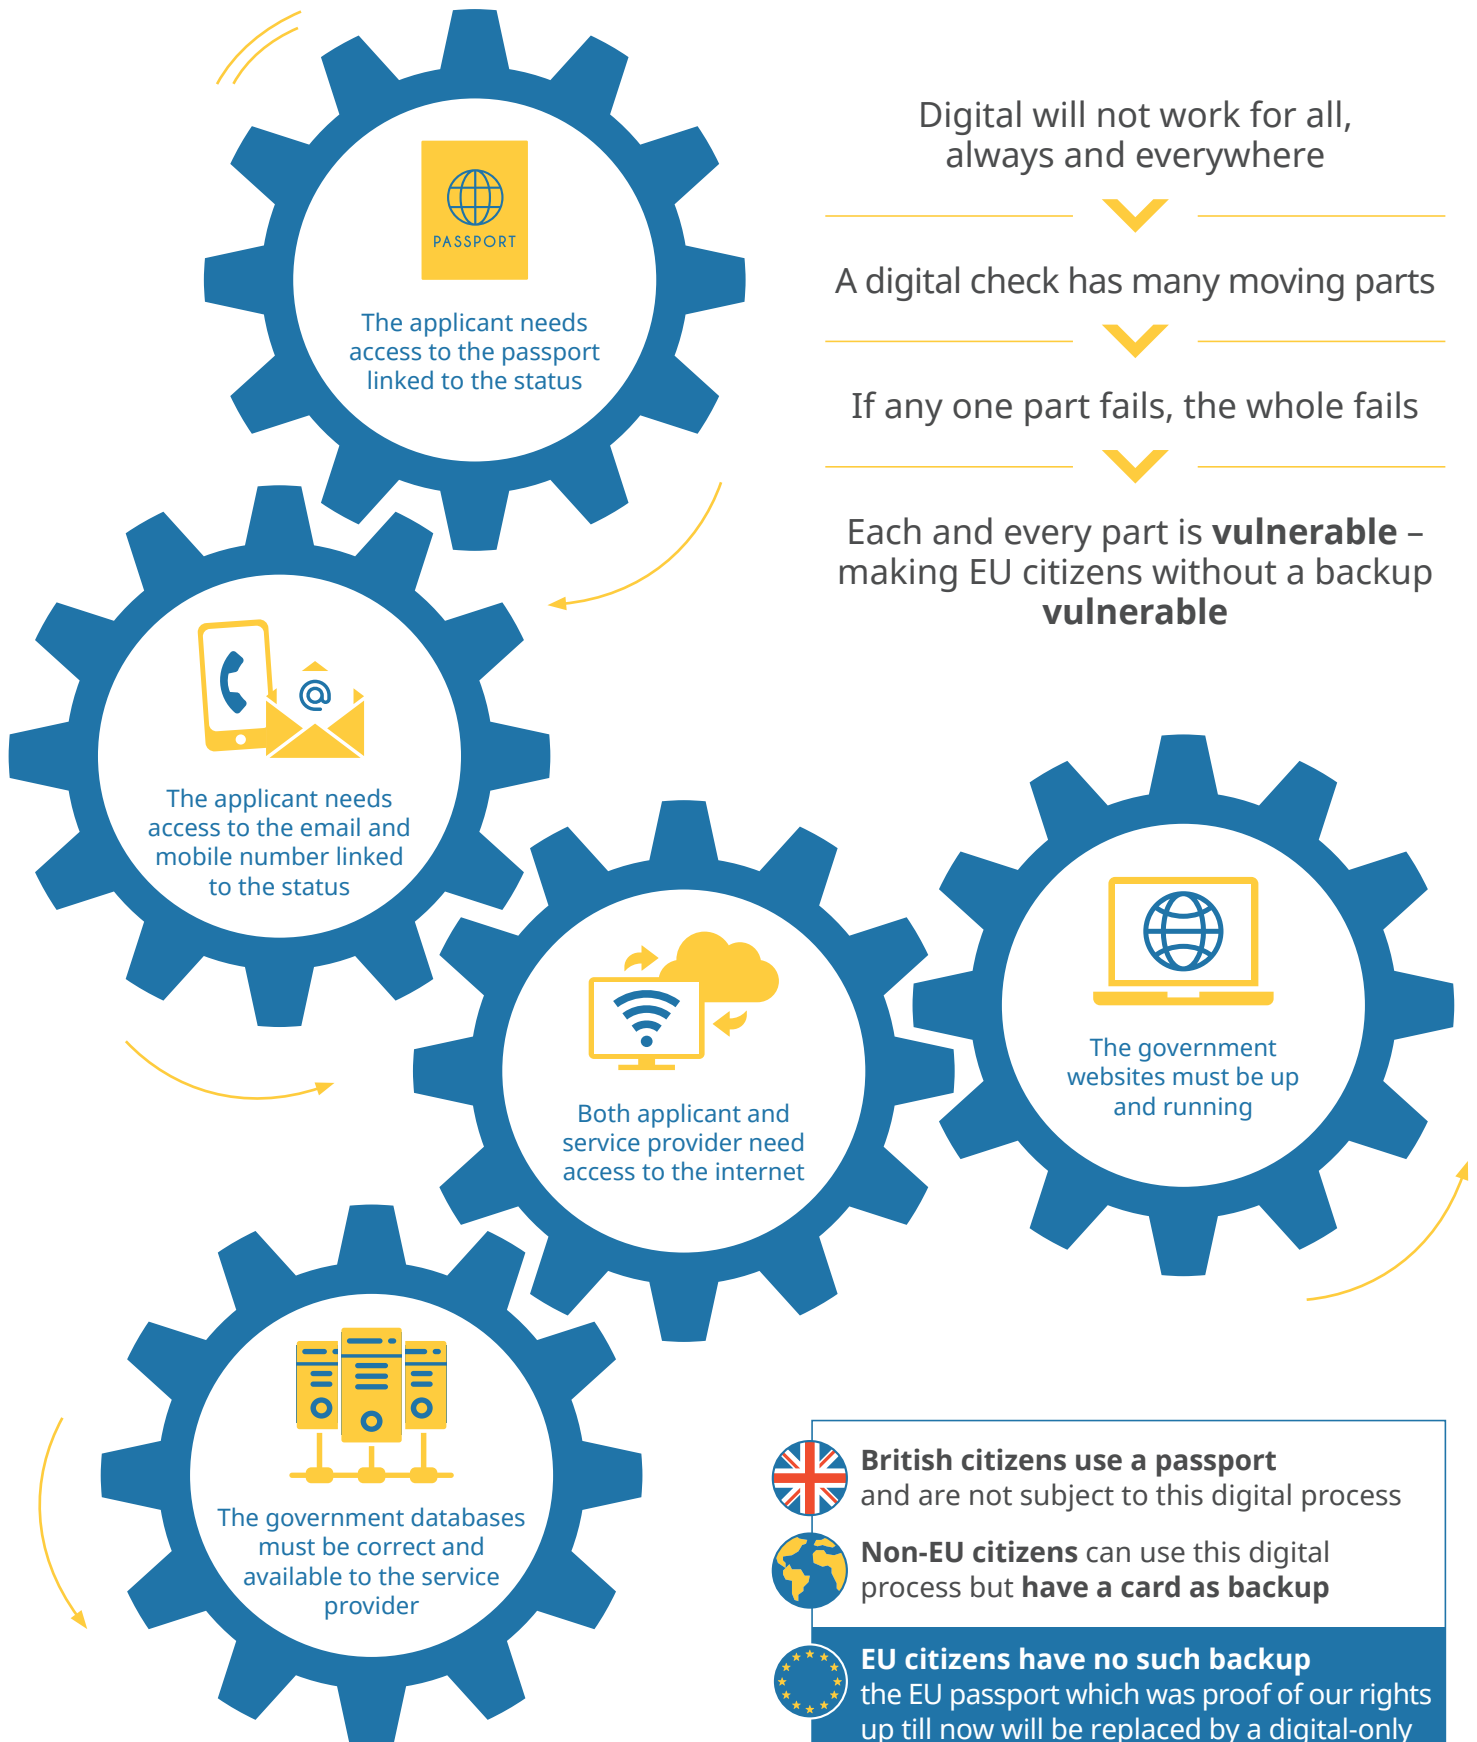 PASSPORT
The applicant needs
access to the passport
linked to the status
Digital will not work for all,
always and everywhere
A digital check has many moving parts
If any one part fails, the whole fails
Each and every part is vulnerable –
making EU citizens without a backup
vulnerable
@
The applicant needs
access to the email and
mobile number linked
to the status
Both applicant and
service provider need
access to the internet
The government
websites must be up
and running
The government databases
must be correct and
available to the service
provider
British citizens use a passport
and are not subject to this digital process
Non-EU citizens can use this digital
process but have a card as backup
EU citizens have no such backup
the EU passport which was proof of our rights
up till now will be replaced by a digital-only